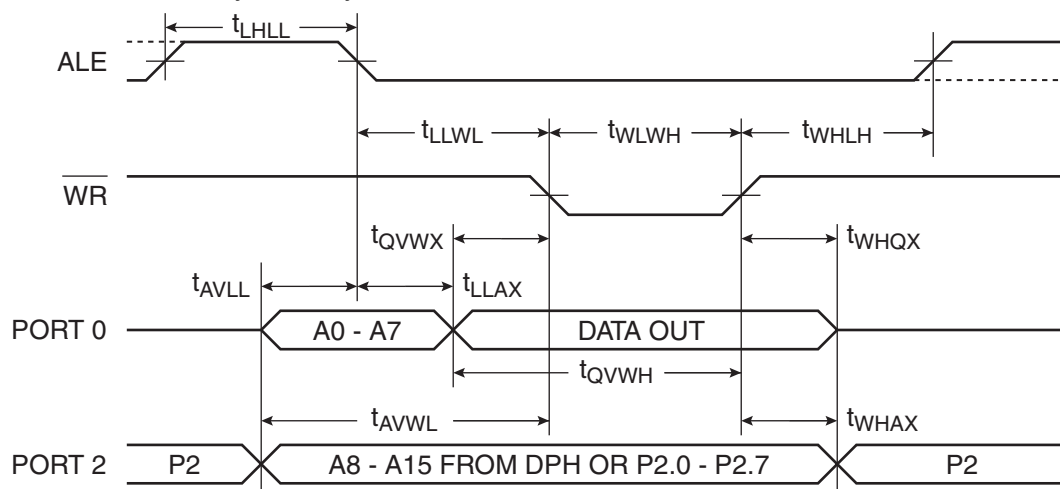 tLHLL
ALE
tLLWL tWLWH tWHLH
WR
tQVWX tWHQX
tAVLL tLLAX
PORT 0 A0 - A7 DATA OUT
tQVWH
tAVWL tWHAX
PORT 2 P2 A8 - A15 FROM DPH OR P2.0 - P2.7 P2